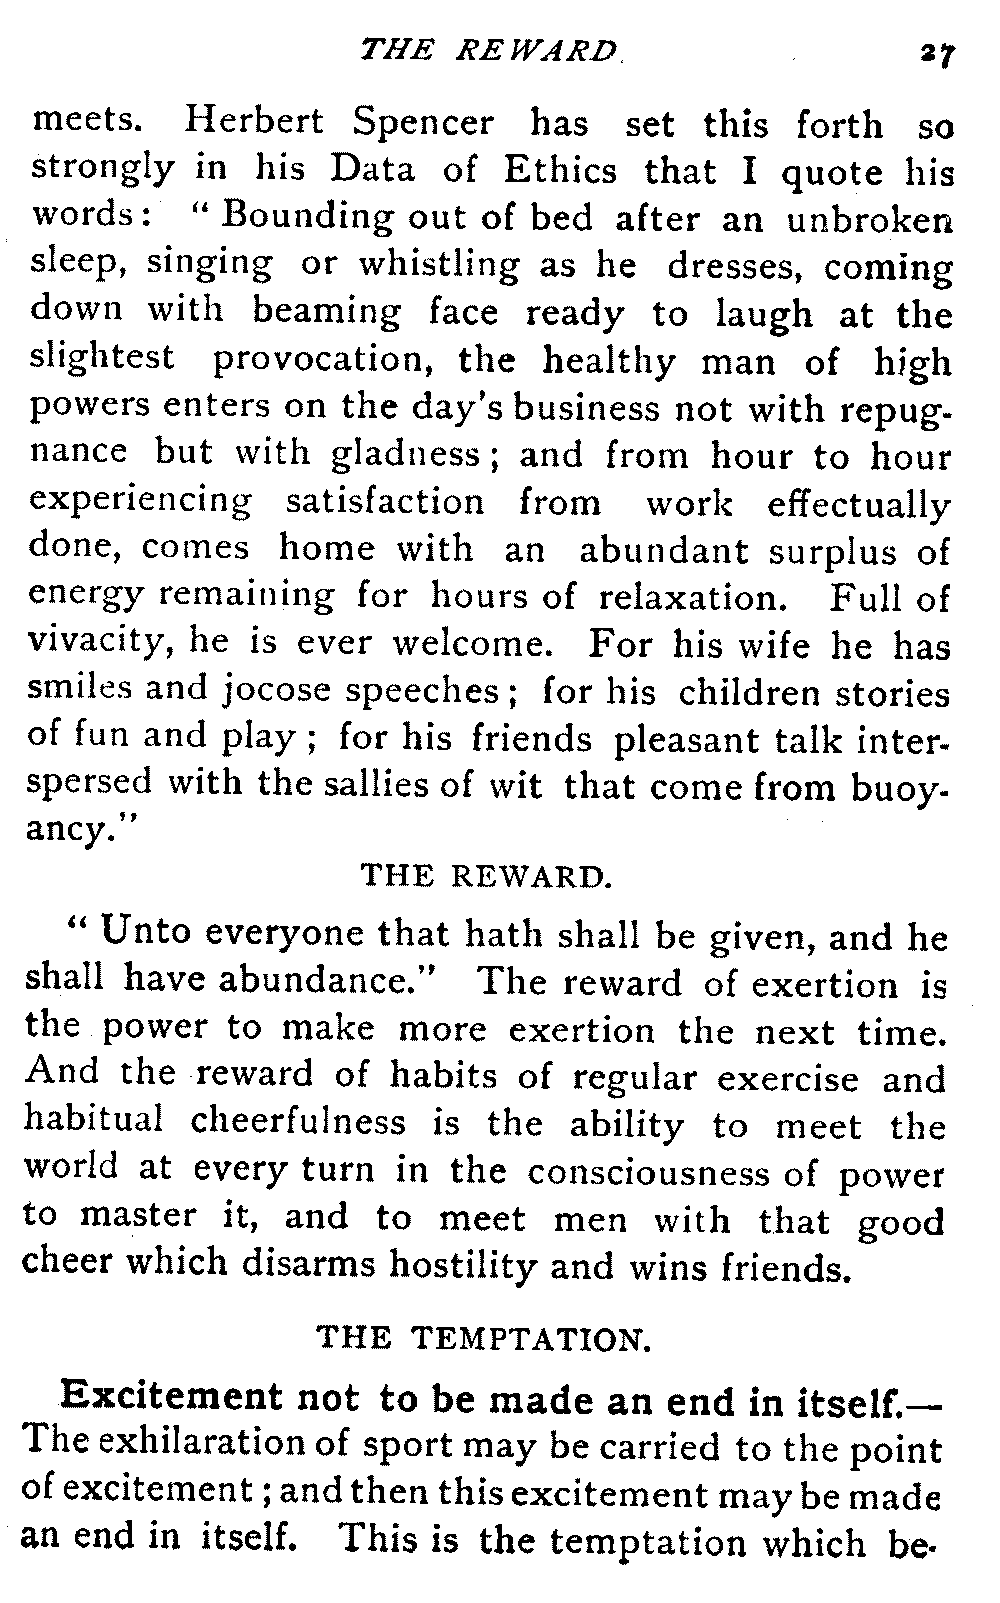 THE REWARD. 27
meets. Herbert Spencer has set this forth so
strongly in his Data of Ethics that I quote his
words: “ Bounding out of bed after an unbroken
sleep, singing or whistling as he dresses, coming
down with beaming face ready to laugh at the
slightest provocation, the healthy man of high
powers enters on the day's business not with repug-
nance but with gladness ; and from hour to hour
experiencing satisfaction from work effectually
done, comes home with an abundant surplus of
energy remaining for hours of relaxation. Full of
vivacity, he is ever welcome. For his wife he has
smiles and jocose speeches ; for his children stories
of fun and play ; for his friends pleasant talk inter-
spersed with the sallies of wit that come from buoy-
ancy.”
THE REWARD.
“ Unto everyone that hath shall be given, and he
shall have abundance.” The reward of exertion is
the power to make more exertion the next time.
And the reward of habits of regular exercise and
habitual cheerfulness is the ability to meet the
world at every turn in the consciousness of power
to master it, and to meet men with that good
cheer which disarms hostility and wins friends.
THE TEMPTATION.
Excitement not to be made an end in itself.—
The exhilaration of sport may be carried to the point
of excitement ; and then this excitement may be made
an end in itself. This is the temptation which be-